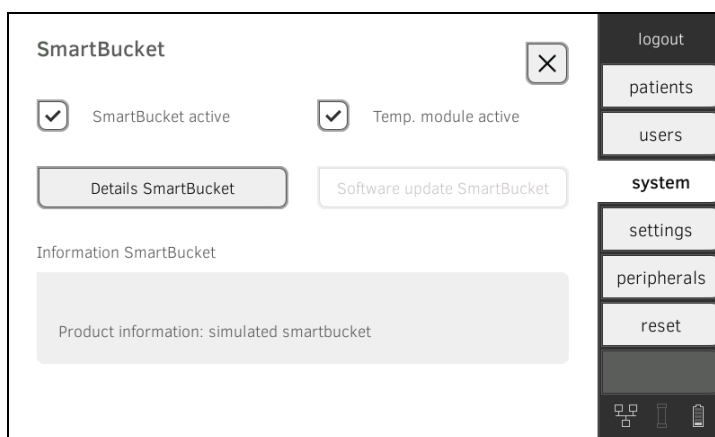 SmartBucket
SmartBucket active
Temp. module active
Details SmartBucket
Software update SmartBucket
Information SmartBucket
Product information: simulated smartbucket
logout
patients
users
system
settings
peripherals
reset